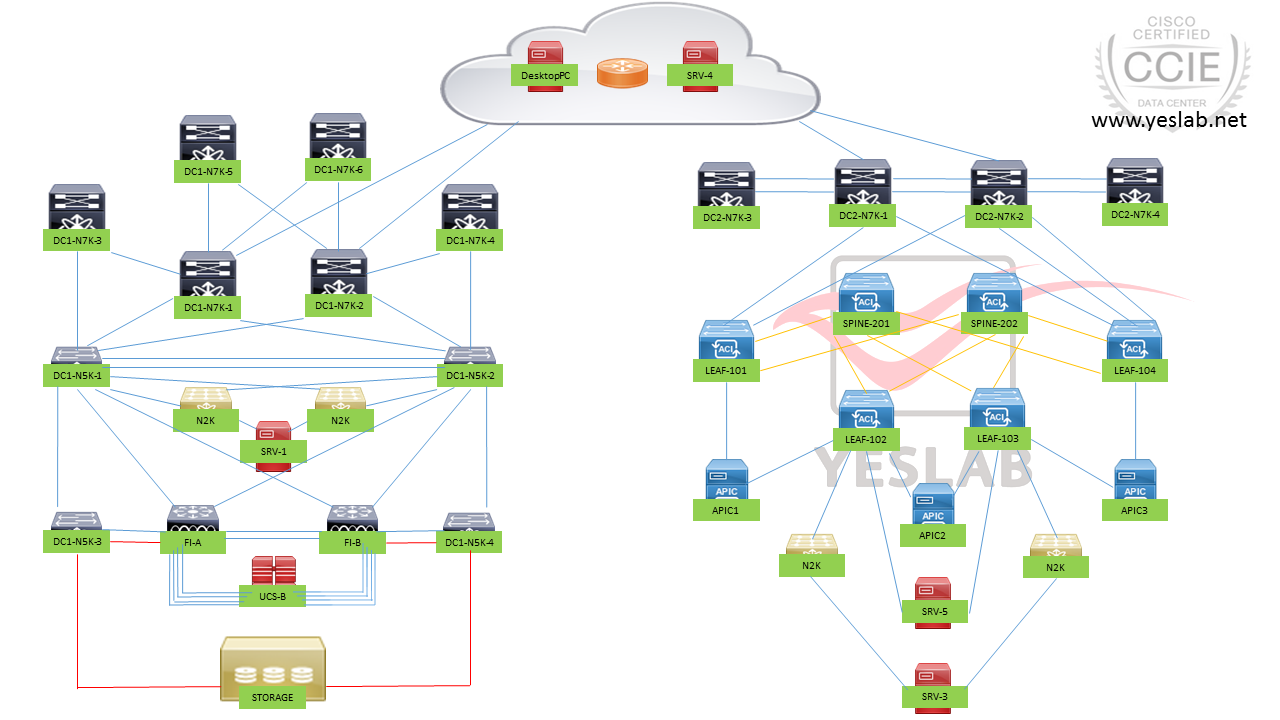 CISCO
CERTIFIED
CCIE
DATA CENTER
www.yeslab.net
DesktopPC
SRV-4
DC1-N7K-5
DC1-N7K-6
DC1-N7K-3
DC1-N7K-4
DC1-N7K-1
DC1-N7K-2
DC1-N5K-1
DC1-N5K-2
N2K
N2K
SRV-1
DC1-N5K-3
FI-A
FI-B
DC1-N5K-4
UCS-B
STORAGE
DC2-N7K-3
DC2-N7K-1
DC2-N7K-2
DC2-N7K-4
ACI
SPINE-201
ACI
SPINE-202
ACI
LEAF-101
ACI
LEAF-104
ACI
LEAF-102
ACI
LEAF-103
YESLAB
APIC
APIC1
APIC
APIC2
APIC
APIC3
N2K
N2K
SRV-5
SRV-3